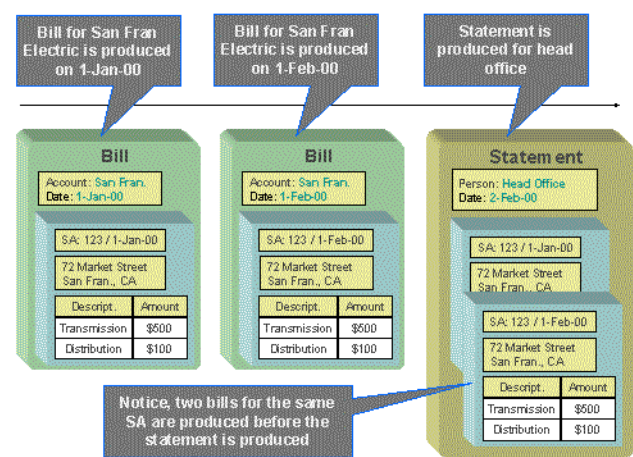 Bill for San Fran
Electric is produced
on 1-Jan-00
Bill for San Fran
Electric is produced
on 1-Feb-00
Statement is
produced for head
office
Bill
Account: San Fran.
Date: 1-Jan-00
SA: 123 / 1-Jan-00
72 Market Street
San Fran., CA
Descript. Amount
Transmission $500
Distribution $100
Bill
Account: San Fran.
Date: 1-Feb-00
SA: 123 / 1-Feb-00
72 Market Street
San Fran., CA
Descript. Amount
Transmission $500
Distribution $100
Statement
Person: Head Office
Date: 2-Feb-00
SA: 123 / 1-Jan-00
72 Market Street
San Fran., CA
SA: 123 / 1-Feb-00
72 Market Street
San Fran., CA
Descript. Amount
Transmission $500
Distribution $100
Notice, two bills for the same
SA are produced before the
statement is produced